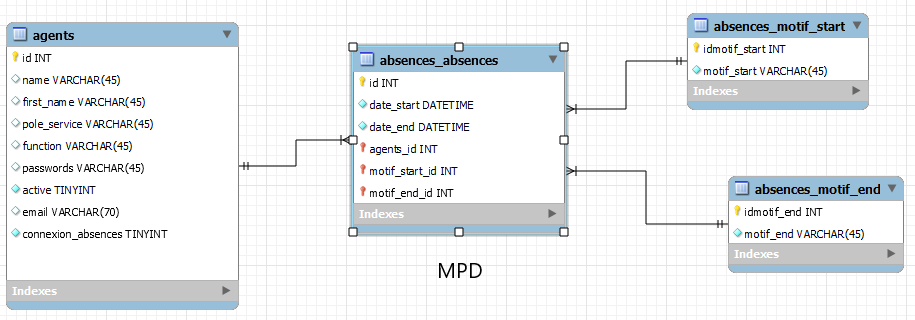 agents
id INT
name VARCHAR(45)
first_name VARCHAR(45)
pole_service VARCHAR(45)
function VARCHAR(45)
passwords VARCHAR(45)
active TINYINT
email VARCHAR(70)
connexion_absences TINYINT
Indexes
absences_absences
id INT
date_start DATETIME
date_end DATETIME
agents_id INT
motif_start_id INT
motif_end_id INT
Indexes
absences_motif_start
idmotif_start INT
motif_start VARCHAR(45)
Indexes
absences_motif_end
idmotif_end INT
motif_end VARCHAR(45)
Indexes
MPD